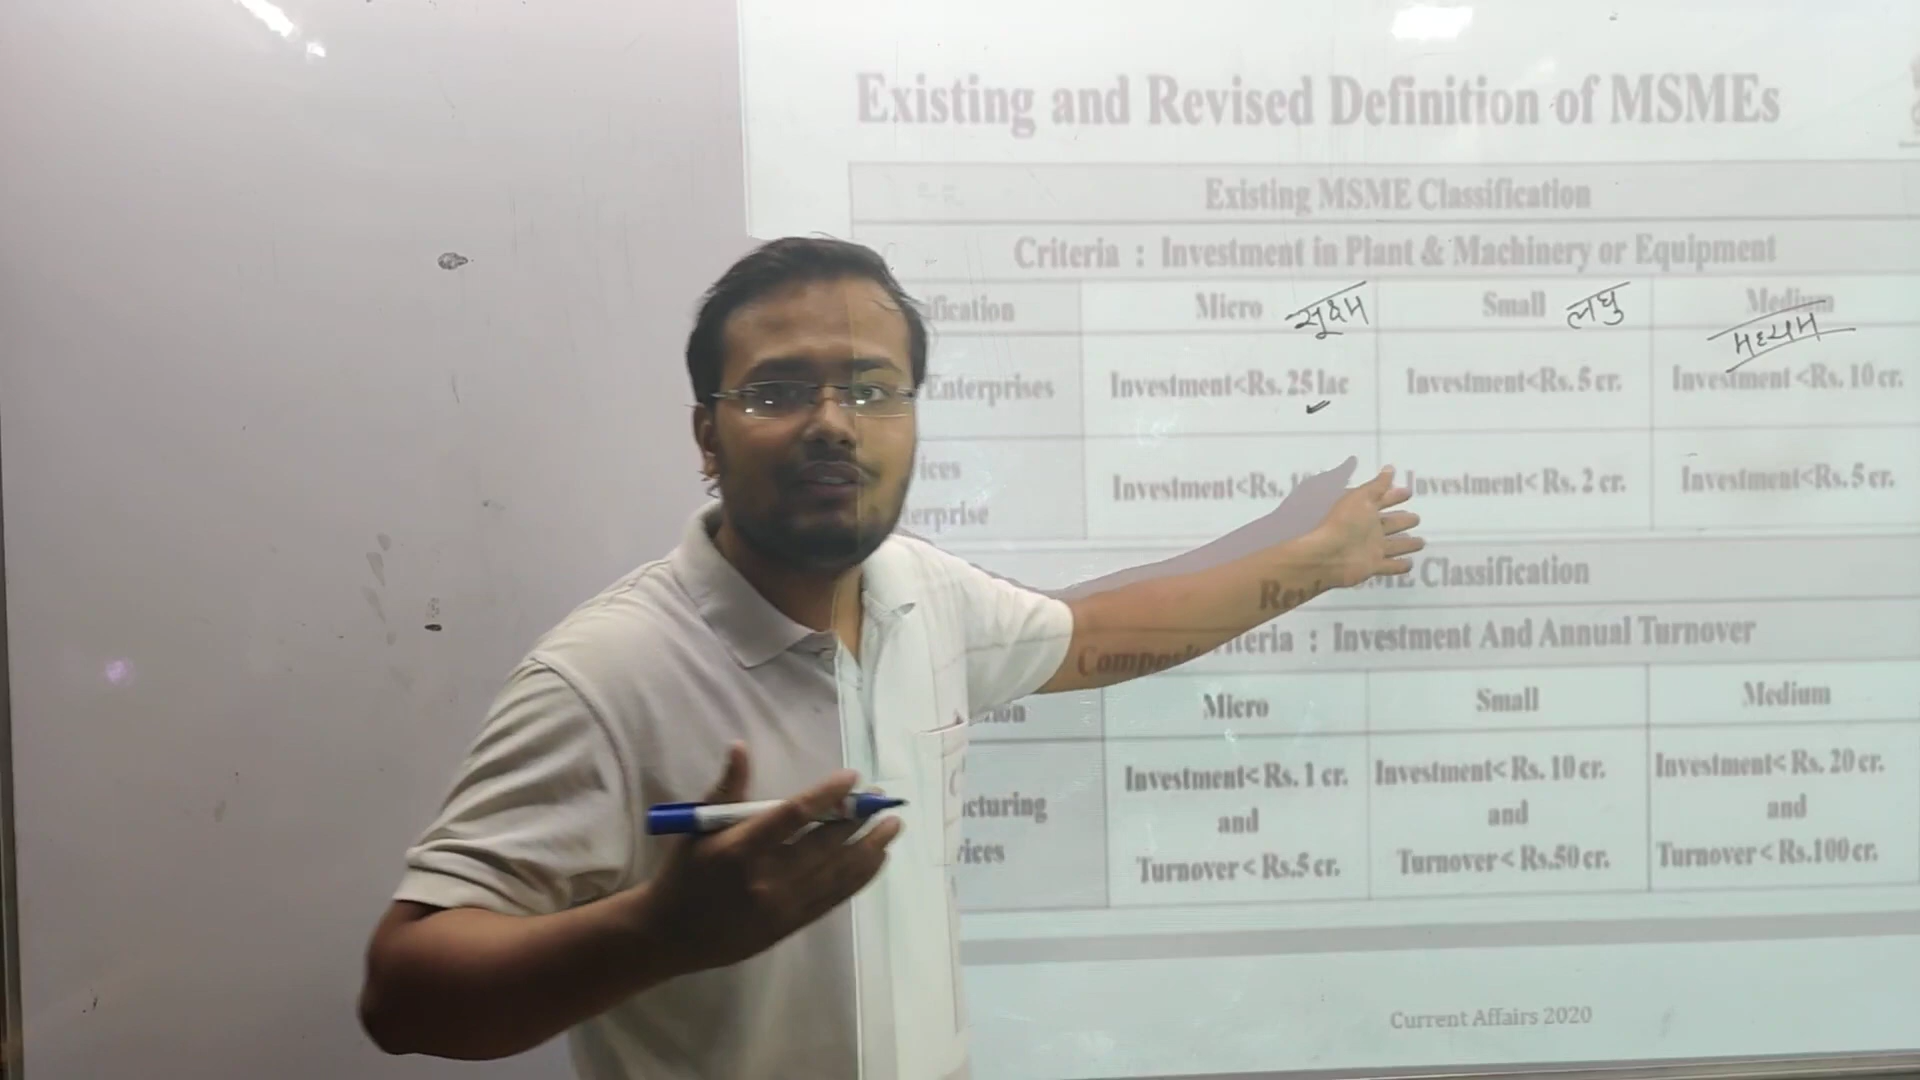 Existing and Revised Definition of MSMEs
Existing MSME Classification
Criteria : Investment in Plant & Machinery or Equipment
Micro सूक्ष्म Small लघु Medium मध्यम
Enterprises Investment<Rs. 25 lac Investment<Rs. 5 cr. Investment <Rs. 10 cr.
Investment<Rs. Investment< Rs. 2 cr. Investment<Rs. 5 cr.
Classification
Investment And Annual Turnover
Micro Small Medium
Investment< Rs. 1 cr. Investment< Rs. 10 cr. Investment< Rs. 20 cr.
and and and
Turnover < Rs.5 cr. Turnover < Rs.50 cr. Turnover < Rs.100 cr.
Current Affairs 2020